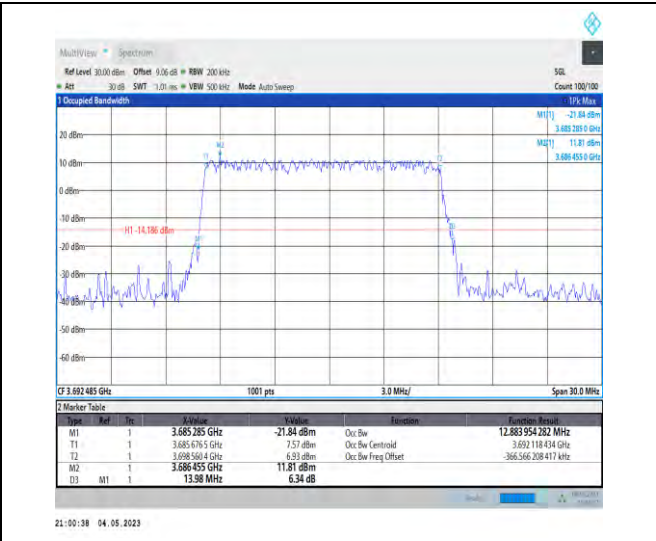 MultiView Spectrum
Ref Level 30.00 dBm Offset 9.06 dB RBW 200 kHz SGL
Att 30 dB SWT 1.01 ms VBW 500 kHz Mode Auto Sweep Count 100/100
1 Occupied Bandwidth 1Pk Max
M1[1] -21.84 dBm
3.685 285 0 GHz
M2[1] 11.81 dBm
3.686 455 0 GHz
20 dBm
M2
T1
T2
10 dBm
0 dBm
-10 dBm
H1 -14.186 dBm
D3
M1
-20 dBm
-30 dBm
-40 dBm
-50 dBm
-60 dBm
CF 3.692 485 GHz 1001 pts 3.0 MHz/ Span 30.0 MHz
2 Marker Table
Type Ref Trc X-Value Y-Value Function Function Result
M1 1 3.685 285 GHz -21.84 dBm Occ Bw 12.883 954 282 MHz
T1 1 3.685 676 5 GHz 7.57 dBm Occ Bw Centroid 3.692 118 434 GHz
T2 1 3.698 560 4 GHz 6.93 dBm Occ Bw Freq Offset -366.566 208 417 kHz
M2 1 3.686 455 GHz 11.81 dBm
D3 M1 1 13.98 MHz 6.34 dB
21:00:38 04.05.2023